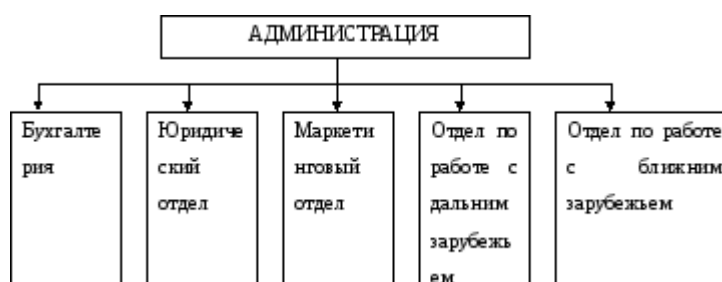 АДМИНИСТРАЦИЯ
Бухгалте
рия
Юридиче
ский
отдел
Маркети
нговый
отдел
Отдел по
работе с
дальним
зарубежь
ем
Отдел по работе
с ближним
зарубежьем